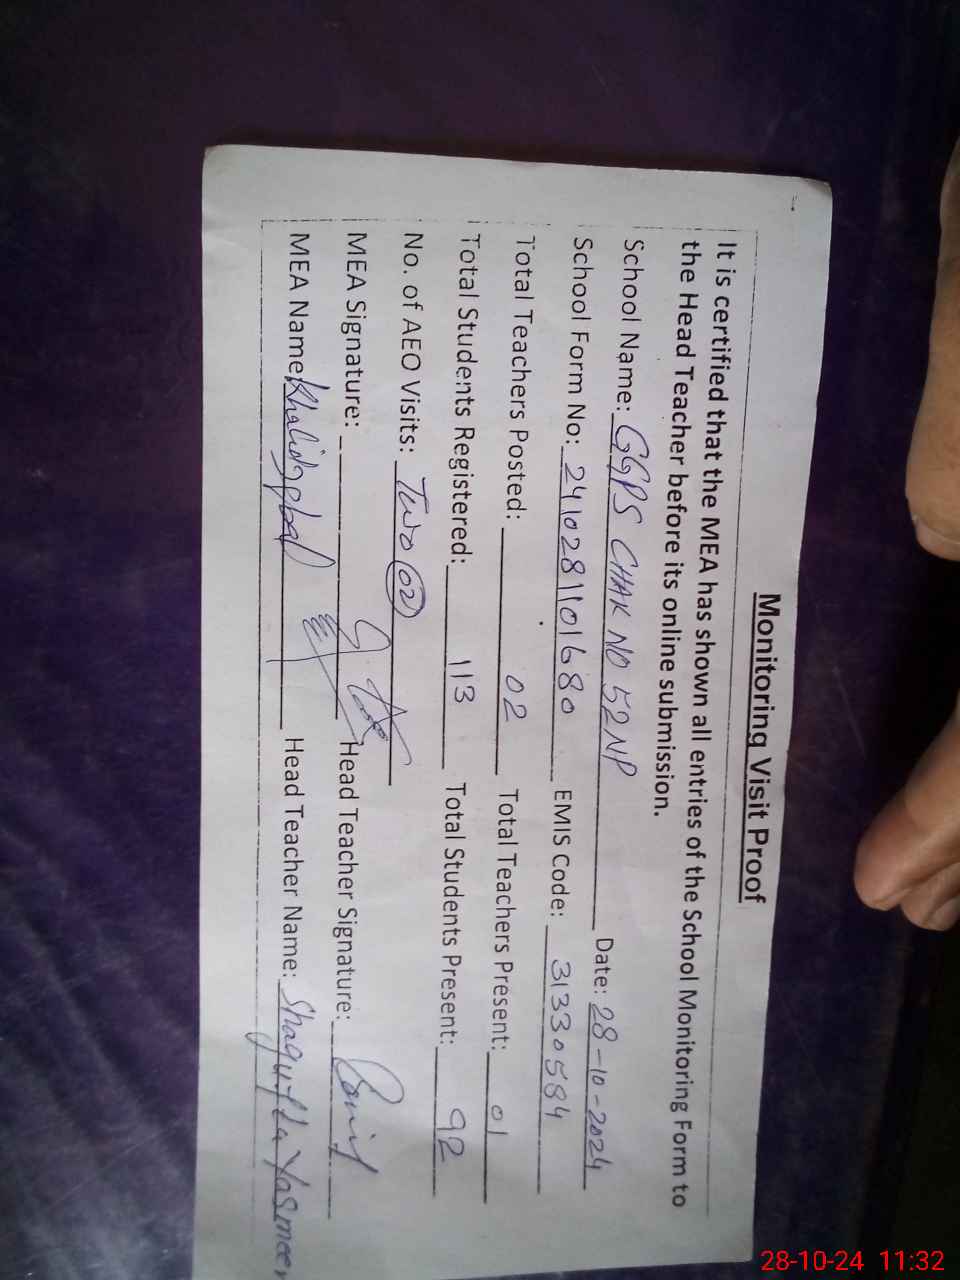 Monitoring Visit Proof
It is certified that the MEA has shown all entries of the School Monitoring Form to
the Head Teacher before its online submission.
School Name: GGPS CHAK NO 52NP Date: 28-10-2024
School Form No: 2410281101680 EMIS Code: 31330584
Total Teachers Posted: 02 Total Teachers Present: 01
Total Students Registered: 113 Total Students Present: 92
No. of AEO Visits: Two 02
MEA Signature: Head Teacher Signature:
MEA Name Khalid Iqbal Head Teacher Name: Shagufta Yasmeen
28-10-24 11:32